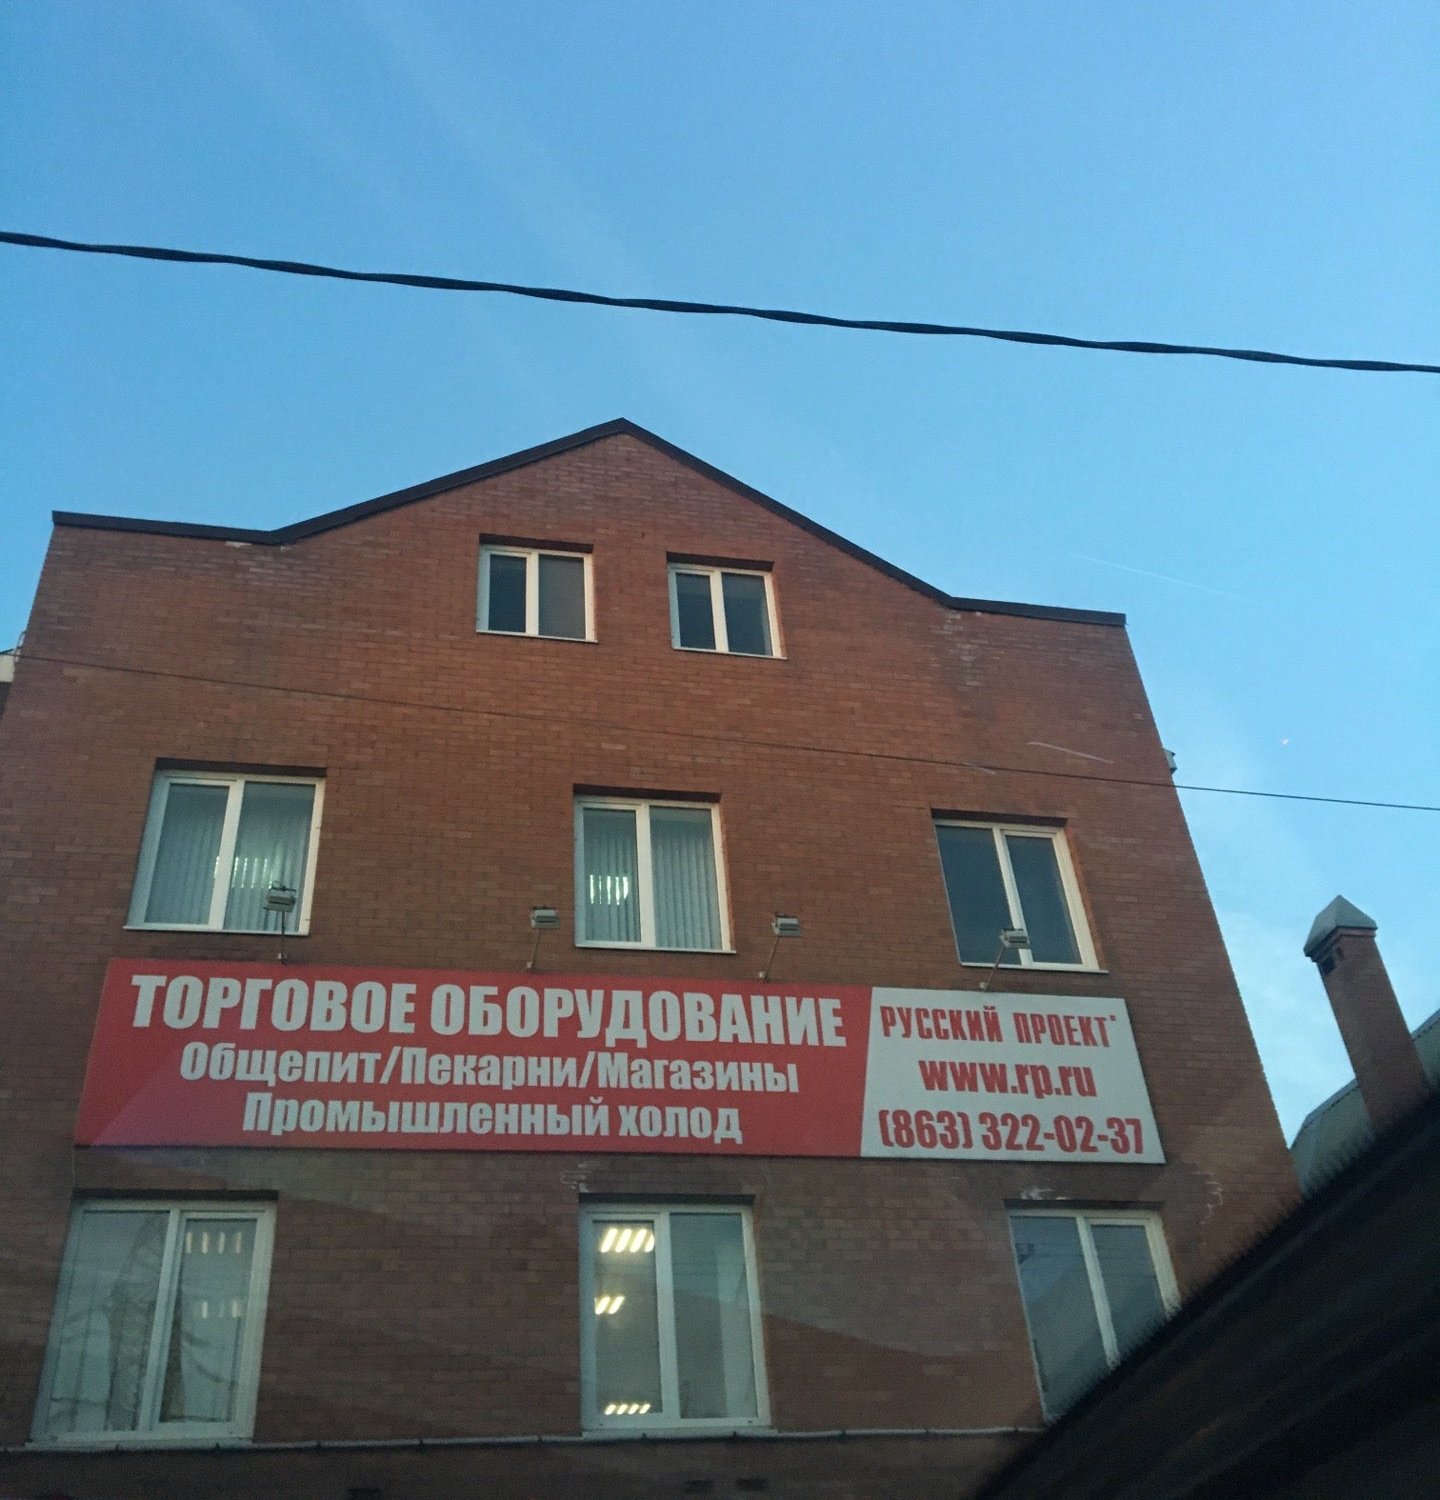 ТОРГОВОЕ ОБОРУДОВАНИЕ
Общепит/Пекарни/Магазины
Промышленный холод
РУССКИЙ ПРОЕКТ
www.rp.ru
(863) 322-02-37